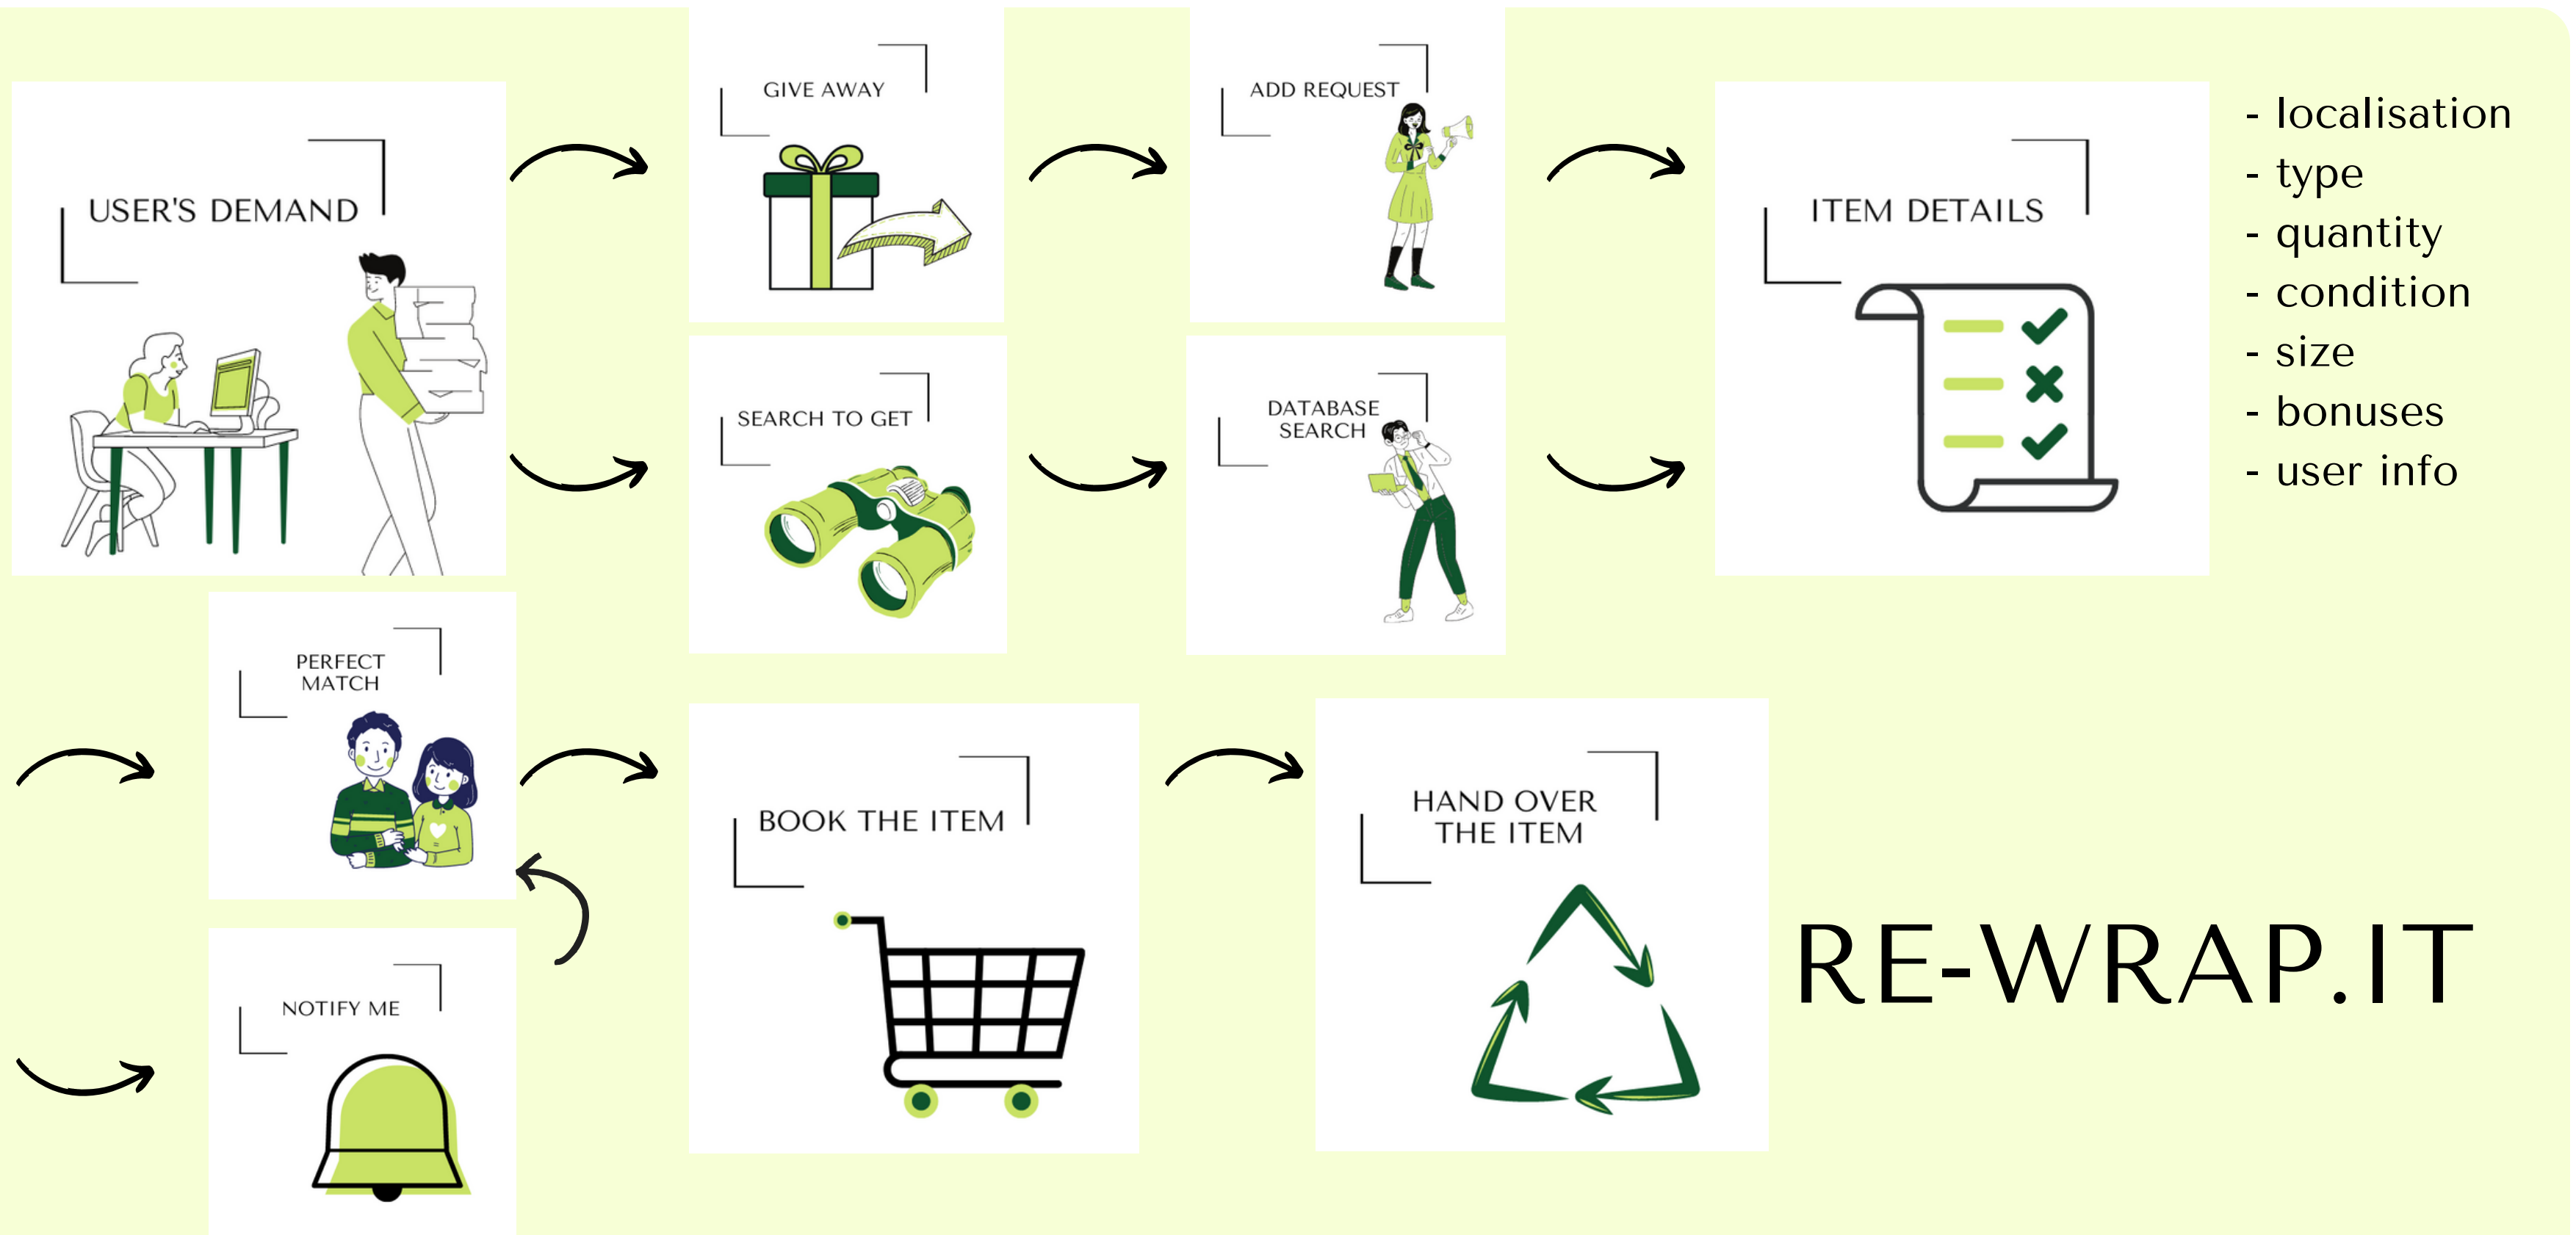 USER'S DEMAND
GIVE AWAY
ADD REQUEST
SEARCH TO GET
DATABASE
SEARCH
ITEM DETAILS
- localisation
- type
- quantity
- condition
- size
- bonuses
- user info
PERFECT
MATCH
NOTIFY ME
BOOK THE ITEM
HAND OVER
THE ITEM
RE-WRAP.IT